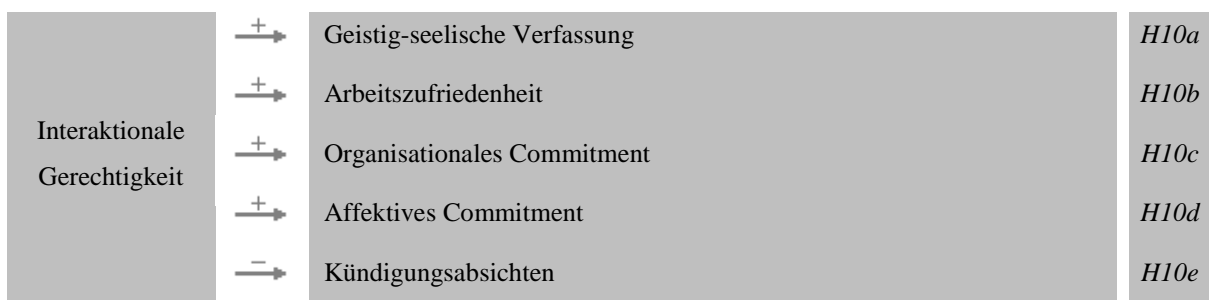 + Geistig-seelische Verfassung H10a
+ Arbeitszufriedenheit H10b
Interaktionale
Gerechtigkeit
+ Organisationales Commitment H10c
+ Affektives Commitment H10d
− Kündigungsabsichten H10e